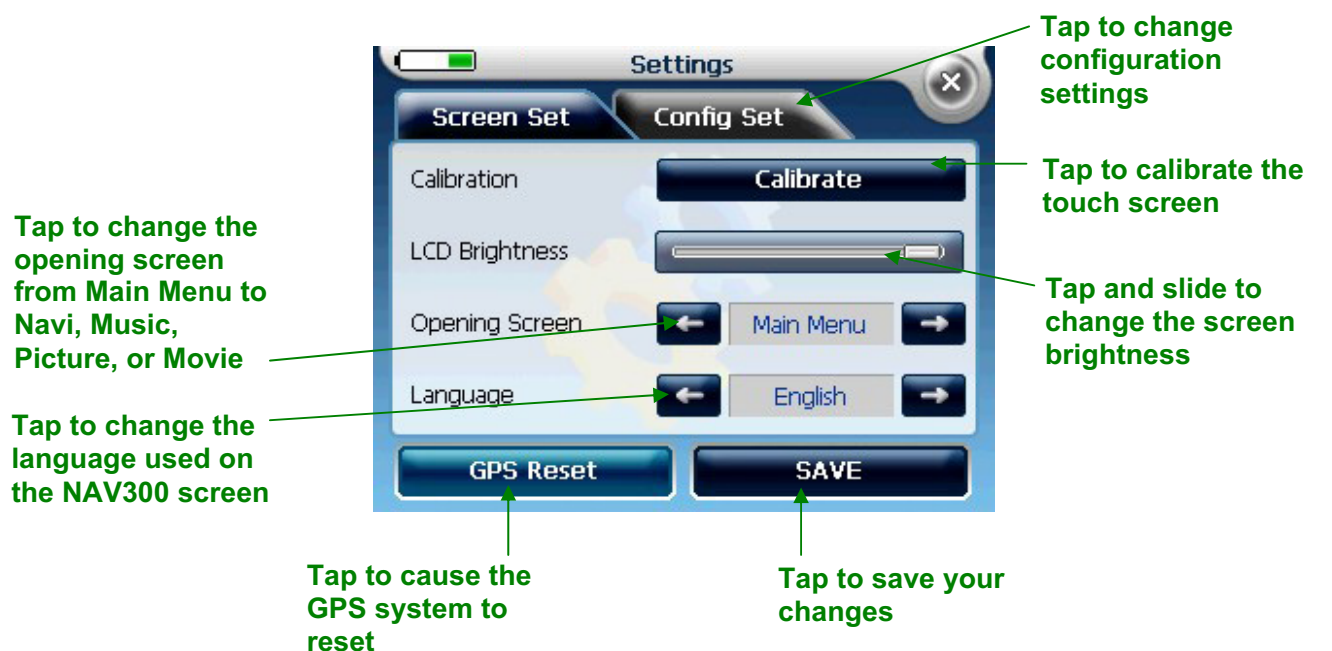 Tap to change
configuration
settings
Settings
Screen Set
Config Set
Calibration
Calibrate
Tap to calibrate the
touch screen
Tap to change the
opening screen
from Main Menu to
Navi, Music,
Picture, or Movie
LCD Brightness
Tap and slide to
change the screen
brightness
Opening Screen
Main Menu
Language
English
Tap to change the
language used on
the NAV300 screen
GPS Reset
SAVE
Tap to cause the
GPS system to
reset
Tap to save your
changes